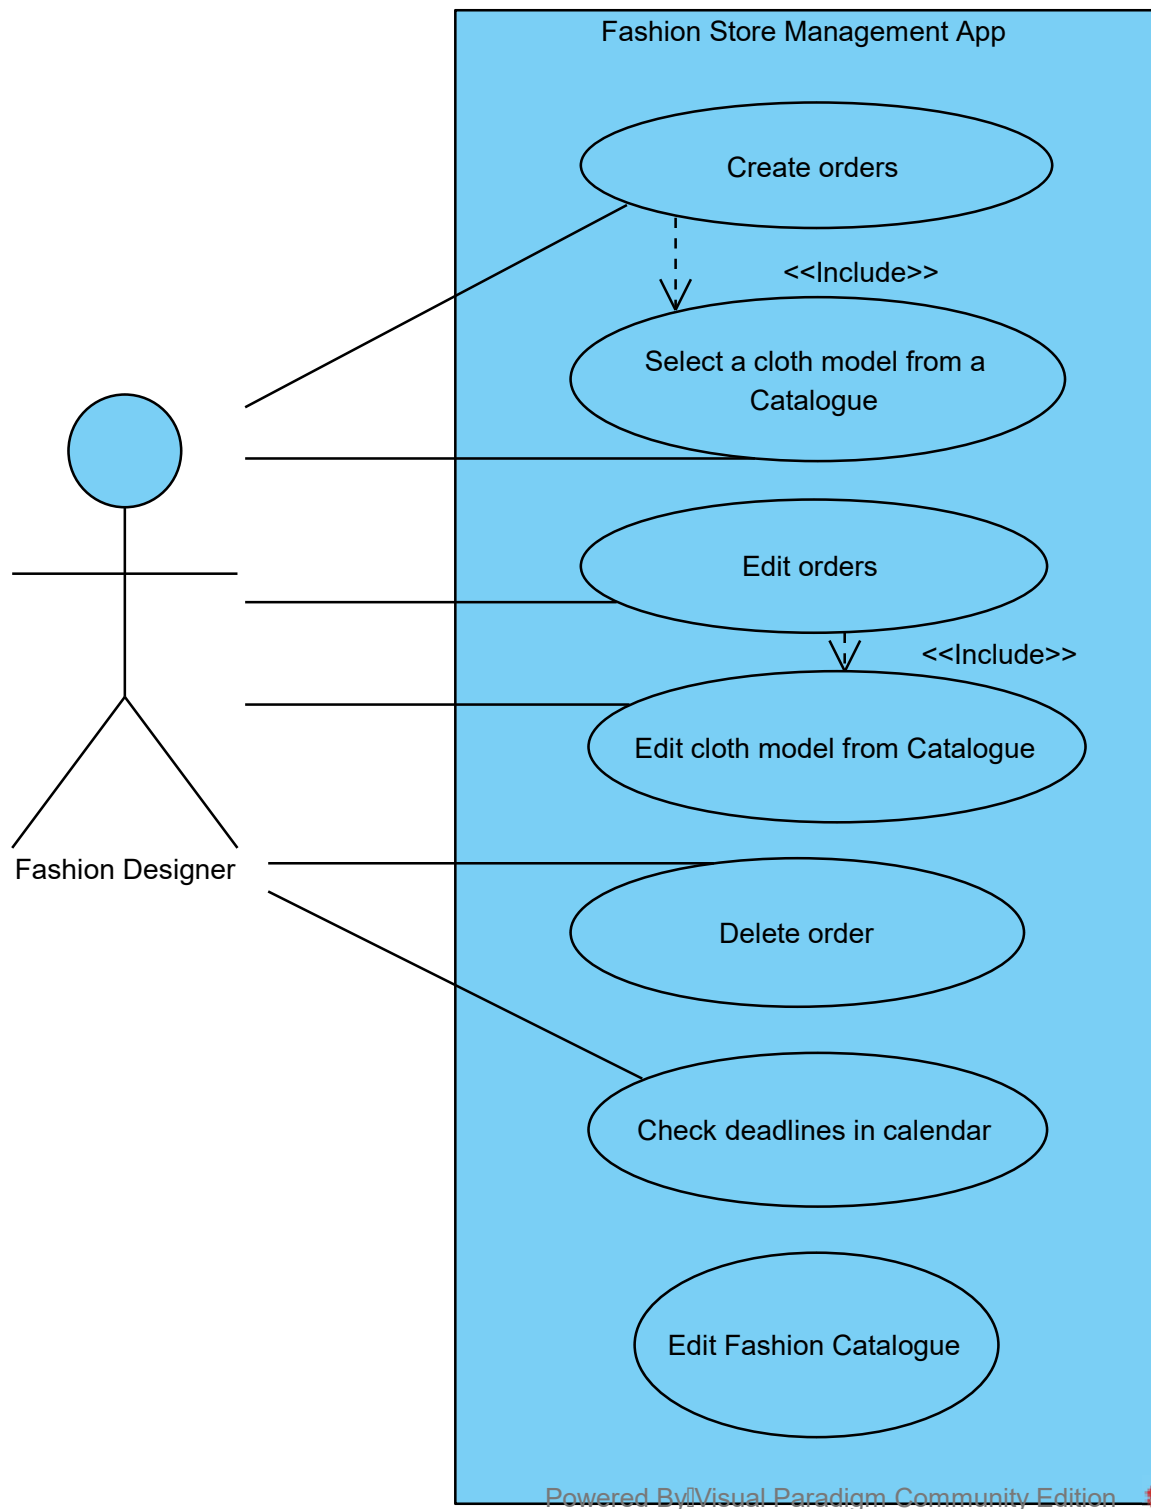 Fashion Store Management App
Create orders
<<Include>>
Select a cloth model from a
Catalogue
Edit orders
<<Include>>
Edit cloth model from Catalogue
Fashion Designer
Delete order
Check deadlines in calendar
Edit Fashion Catalogue
Powered By Visual Paradigm Community Edition